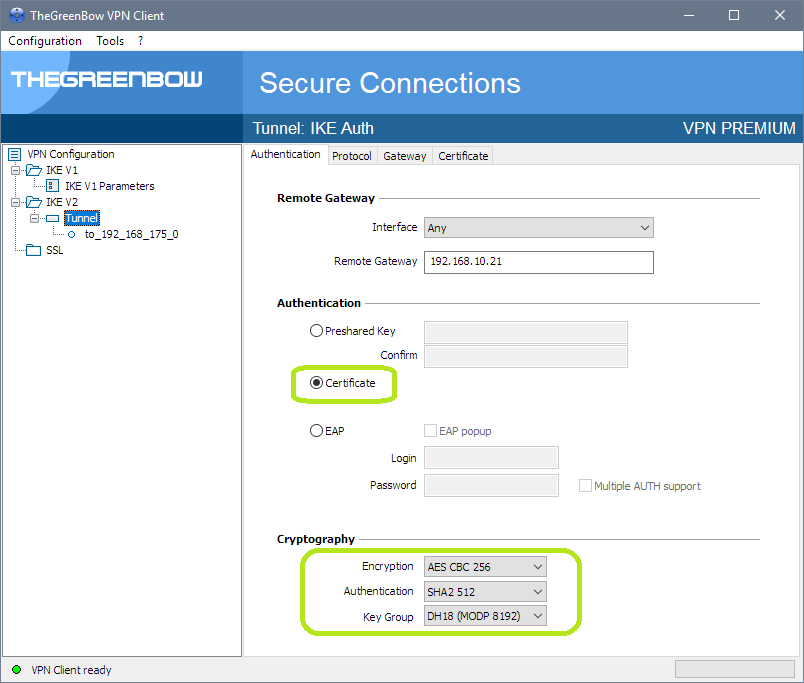 TheGreenBow VPN Client
Configuration Tools ?
THEGREENBOW
Secure Connections
Tunnel: IKE Auth
VPN PREMIUM
VPN Configuration
IKE V1
IKE V1 Parameters
IKE V2
Tunnel
to_192_168_175_0
SSL
Authentication Protocol Gateway Certificate
Remote Gateway
Interface Any
Remote Gateway 192.168.10.21
Authentication
Preshared Key
Confirm
Certificate
EAP EAP popup
Login
Password Multiple AUTH support
Cryptography
Encryption AES CBC 256
Authentication SHA2 512
Key Group DH18 (MODP 8192)
VPN Client ready